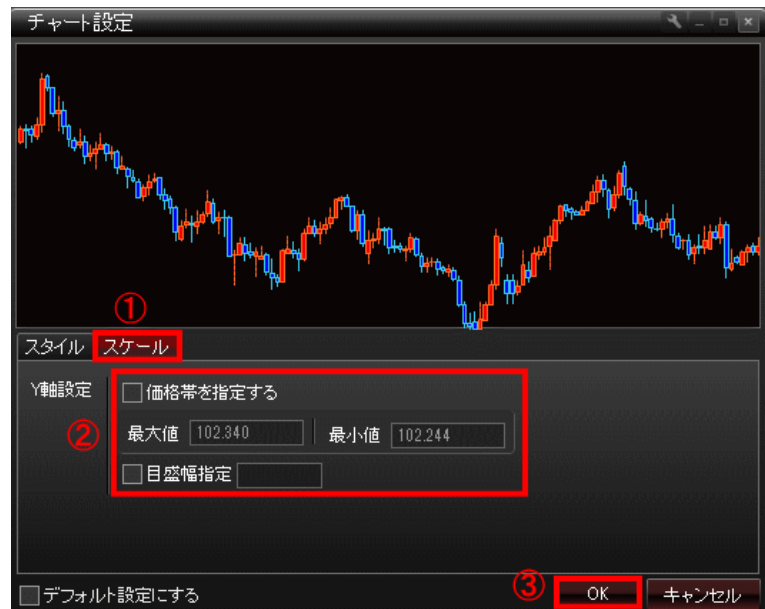 チャート設定
①
スタイル スケール
Y軸設定 価格帯を指定する
② 最大値 102.340 最小値 102.244
目盛幅指定
デフォルト設定にする ③ OK キャンセル